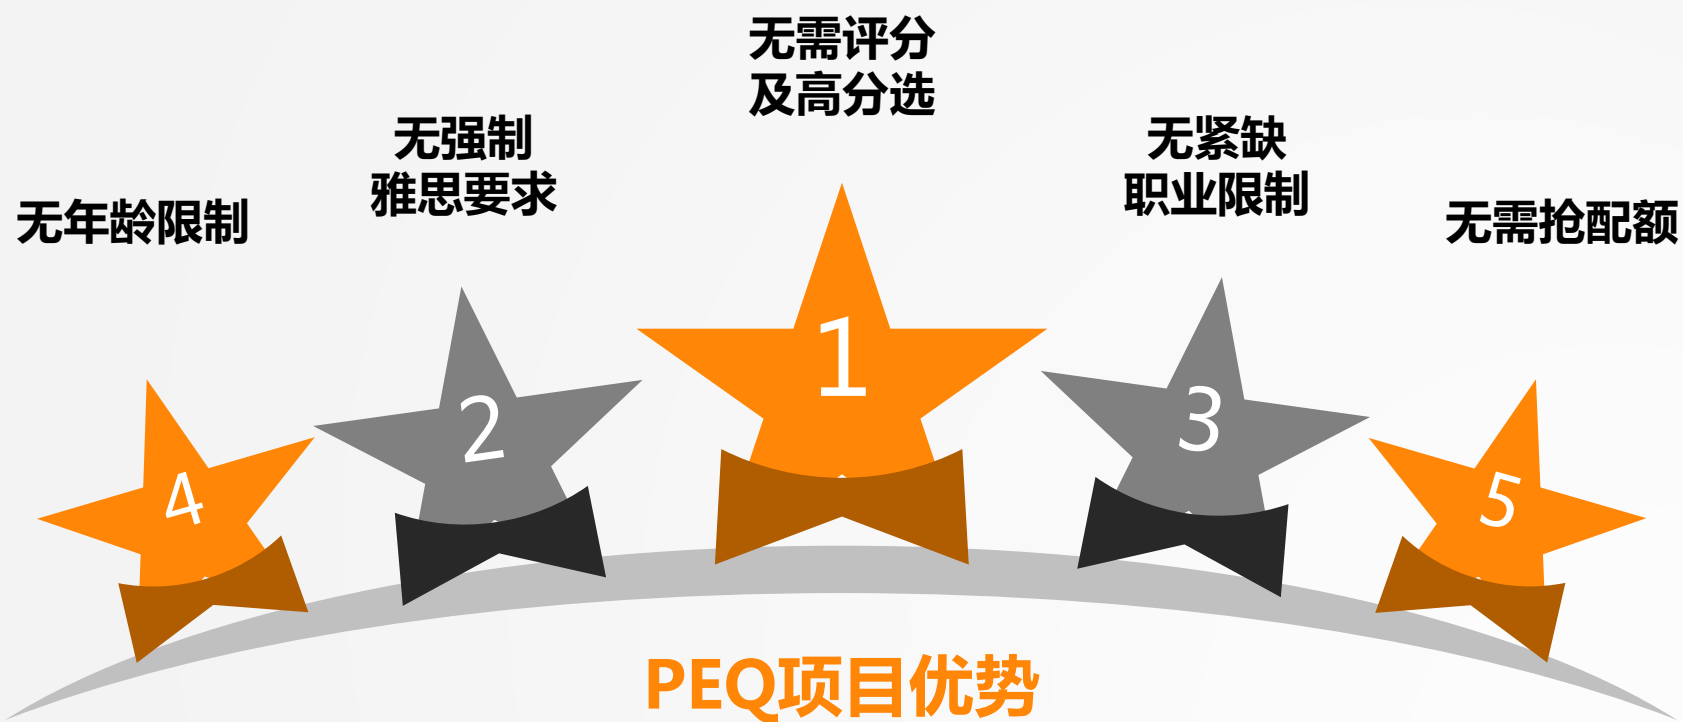 无需评分
及高分选
无强制
雅思要求
无紧缺
职业限制
无年龄限制
无需抢配额
1
2
3
4
5
PEQ项目优势